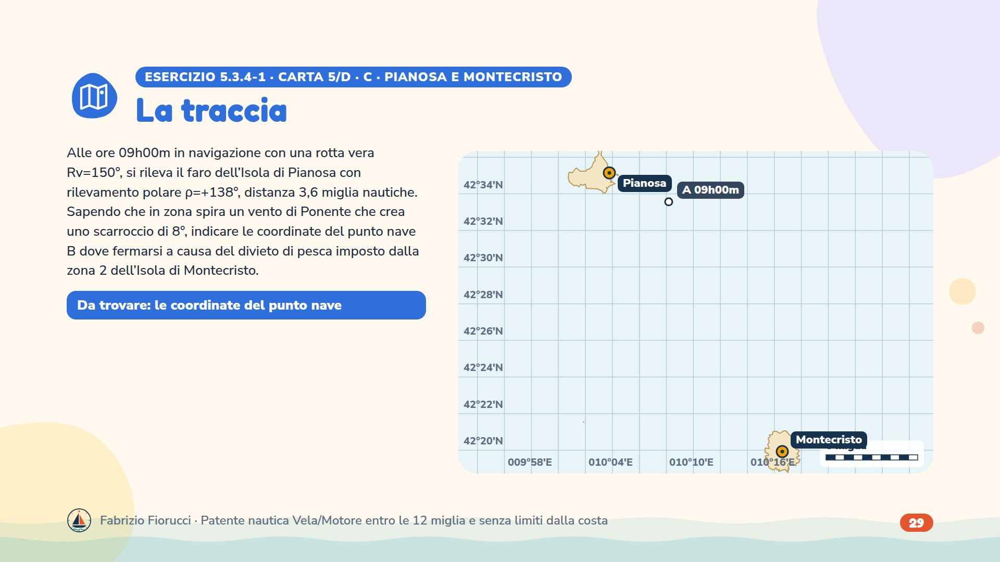 ESERCIZIO 5.3.4-1 · CARTA 5/D · C · PIANOSA E MONTECRISTO
La traccia
Alle ore 09h00m in navigazione con una rotta vera
Rv=150°, si rileva il faro dell’Isola di Pianosa con
rilevamento polare ρ=+138°, distanza 3,6 miglia nautiche.
Sapendo che in zona spira un vento di Ponente che crea
uno scarroccio di 8°, indicare le coordinate del punto nave
B dove fermarsi a causa del divieto di pesca imposto dalla
zona 2 dell’Isola di Montecristo.
Da trovare: le coordinate del punto nave
Pianosa
A 09h00m
42°34'N
42°32'N
42°30'N
42°28'N
42°26'N
42°24'N
42°22'N
42°20'N
Montecristo
009°58'E
010°04'E
010°10'E
010°16'E
Fabrizio Fiorucci · Patente nautica Vela/Motore entro le 12 miglia e senza limiti dalla costa
29